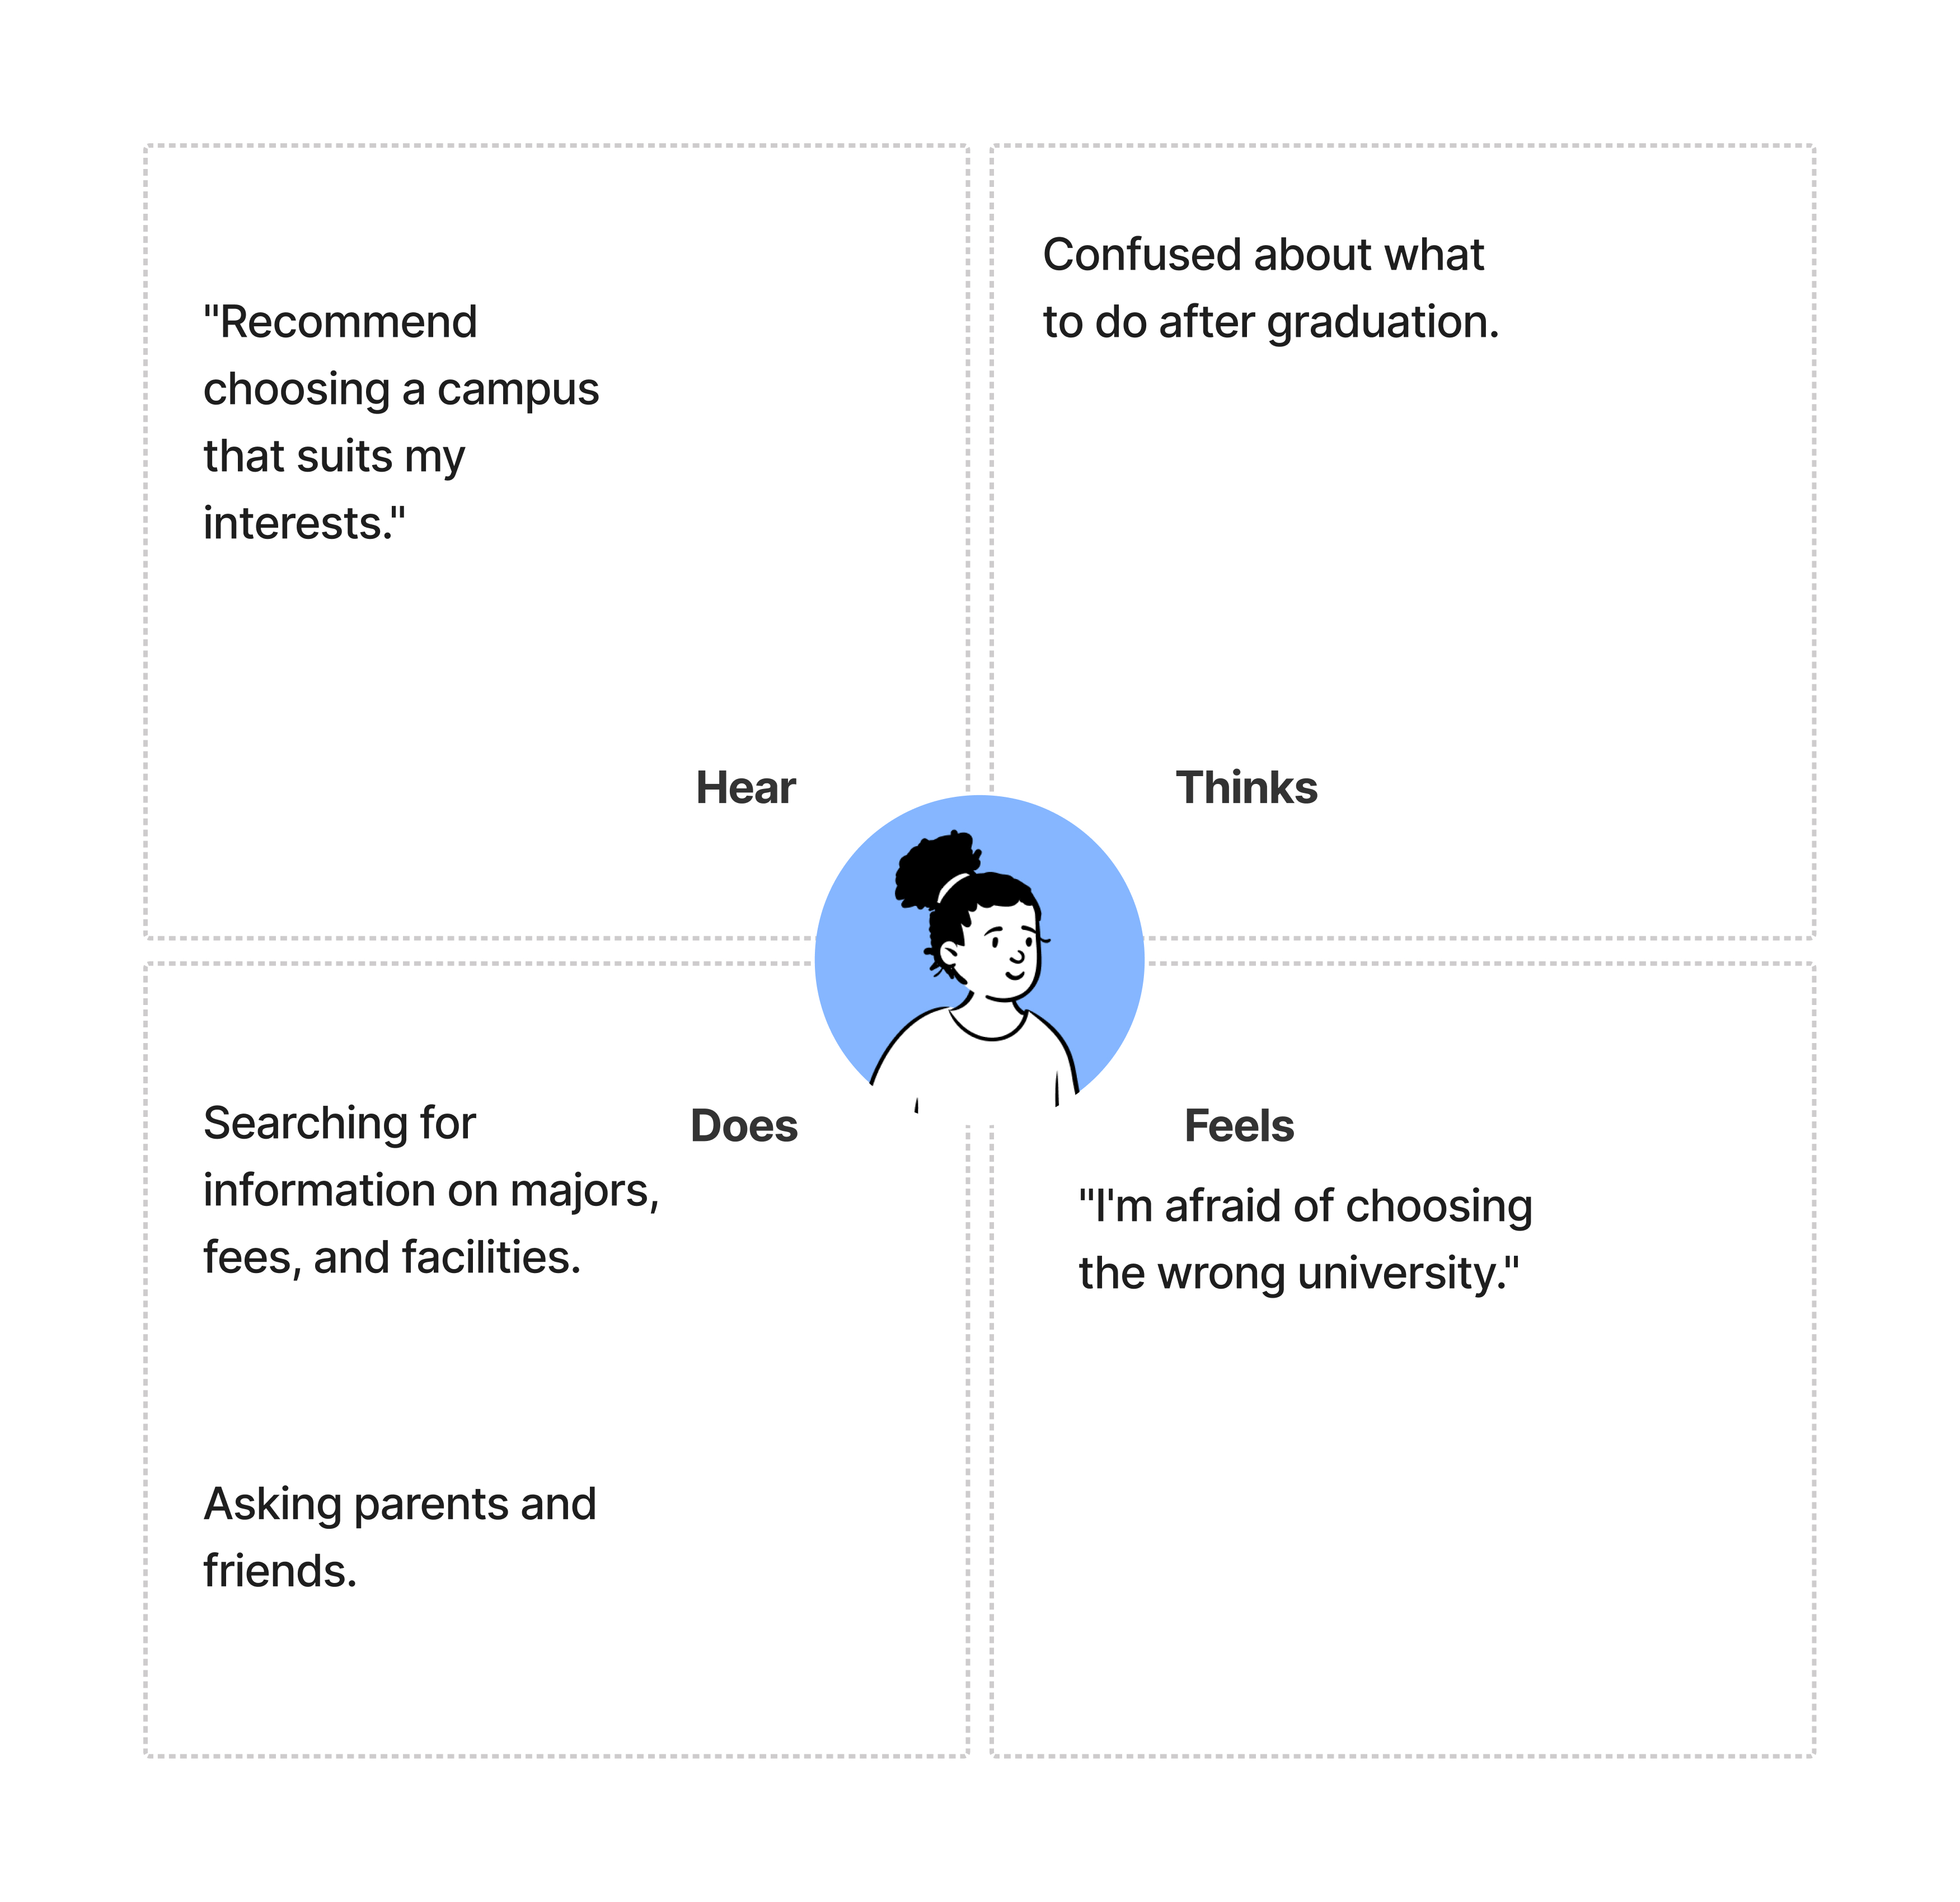 "Recommend
choosing a campus
that suits my
interests."
Hear
Confused about what
to do after graduation.
Thinks
Searching for
information on majors,
fees, and facilities.
Asking parents and
friends.
Does
Feels
"I'm afraid of choosing
the wrong university."